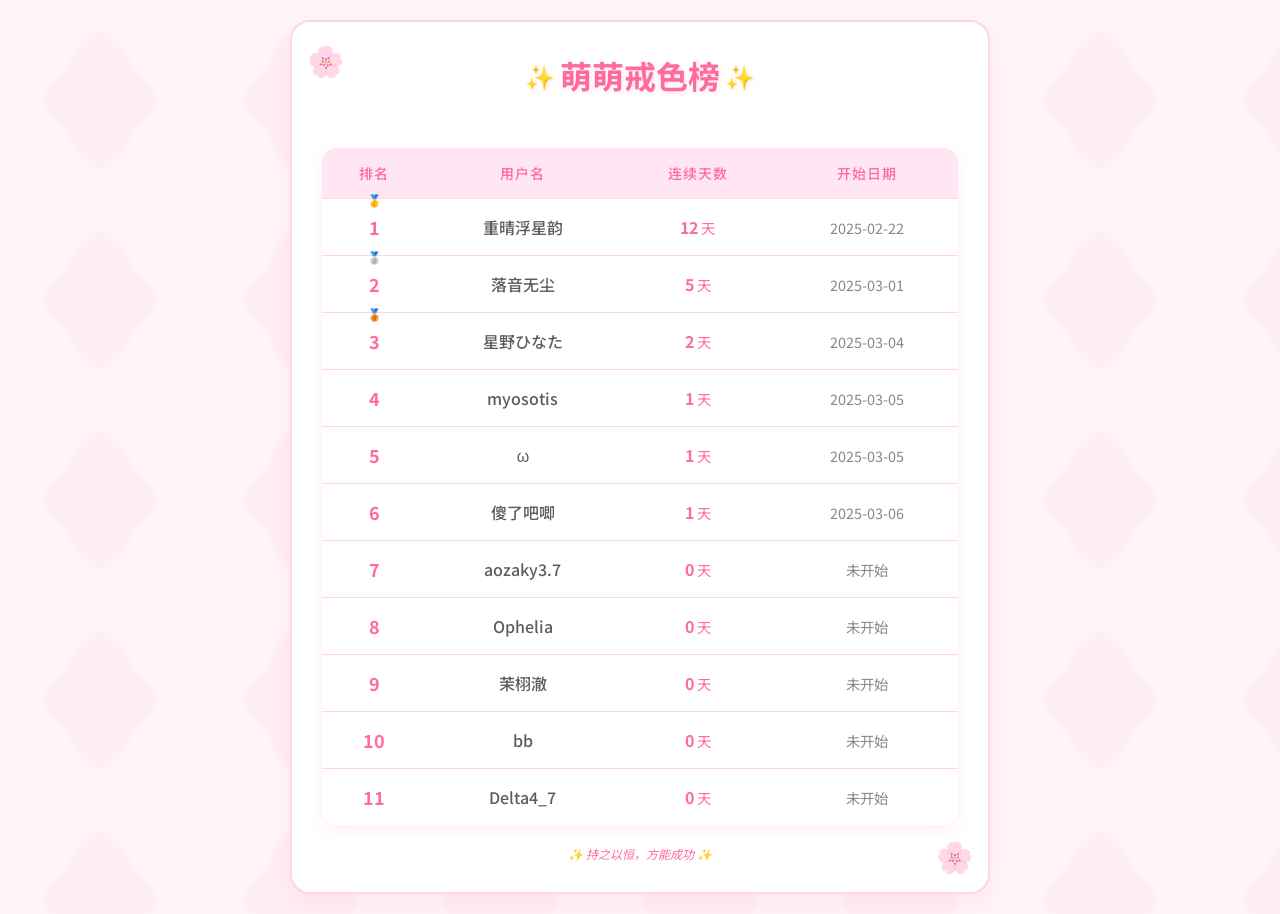 ✨ 萌萌戒色榜 ✨
排名 用户名 连续天数 开始日期
🥇
1 重晴浮星韵 12 天 2025-02-22
🥈
2 落音无尘 5 天 2025-03-01
🥉
3 星野ひなた 2 天 2025-03-04
4 myosotis 1 天 2025-03-05
5 ω 1 天 2025-03-05
6 傻了吧唧 1 天 2025-03-06
7 aozaky3.7 0 天 未开始
8 Ophelia 0 天 未开始
9 茉栩澈 0 天 未开始
10 bb 0 天 未开始
11 Delta4_7 0 天 未开始
✨ 持之以恒，方能成功 ✨